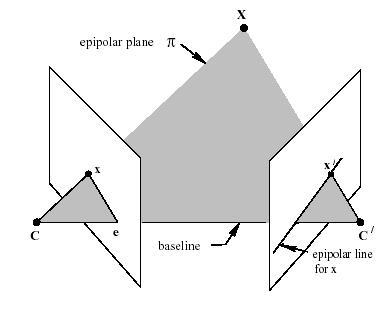 X
epipolar plane π
x
x /
C
e
C /
baseline
epipolar line
for x